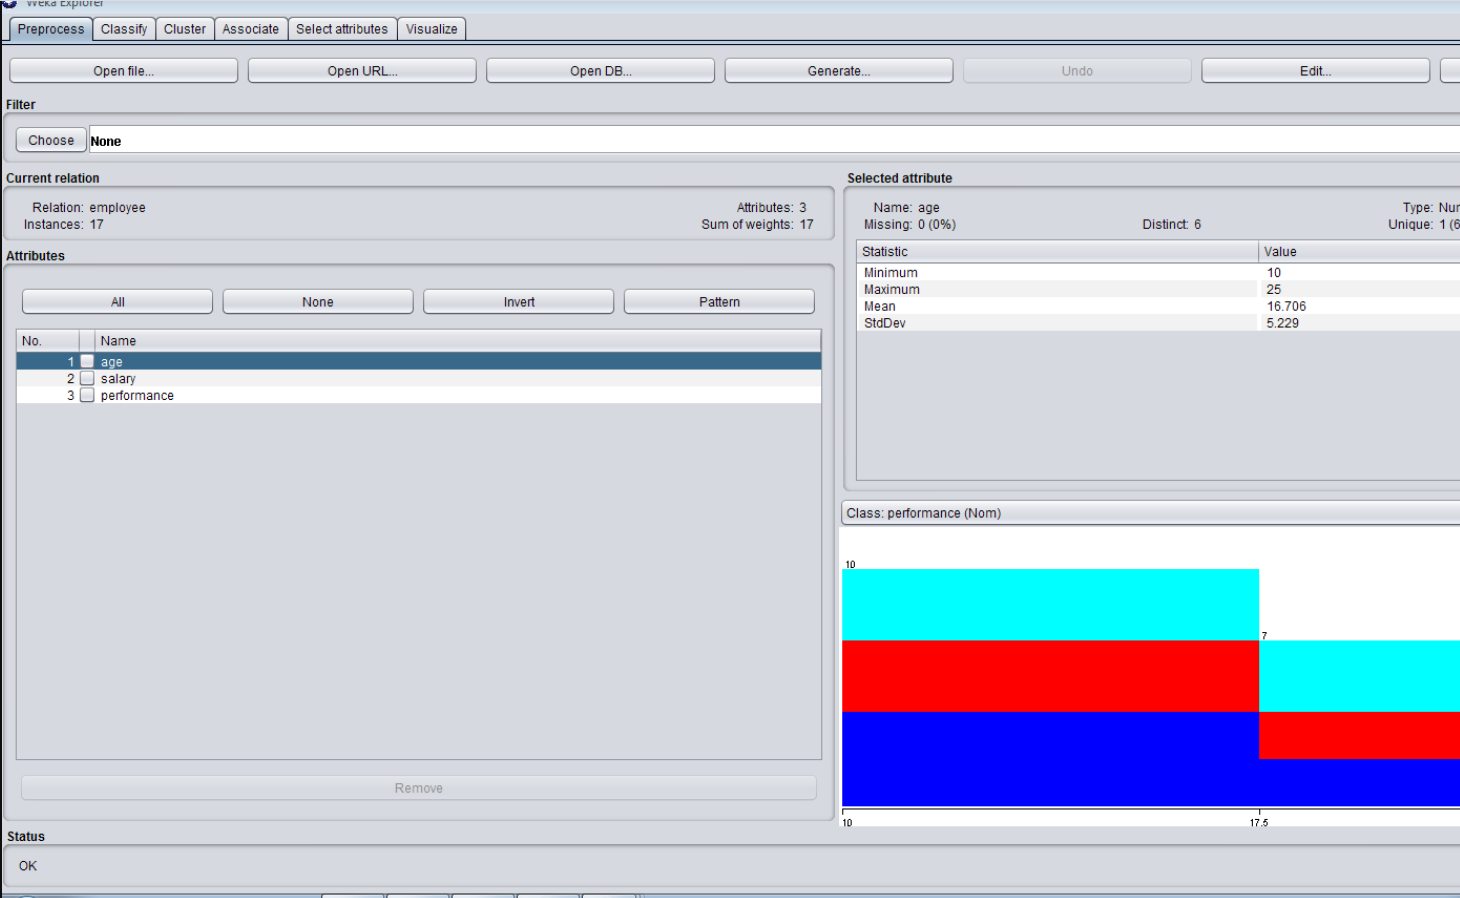 Weka Explorer
Preprocess Classify Cluster Associate Select attributes Visualize
Open file... Open URL... Open DB... Generate... Undo Edit...
Filter
Choose None
Current relation
Relation: employee Attributes: 3
Instances: 17 Sum of weights: 17
Selected attribute
Name: age Type: Nur
Missing: 0 (0%) Distinct: 6 Unique: 1 (6
Statistic Value
Minimum 10
Maximum 25
Mean 16.706
StdDev 5.229
Attributes
All None Invert Pattern
No. Name
1 age
2 salary
3 performance
Remove
Class: performance (Nom)
10
7
10 17.5
Status
OK